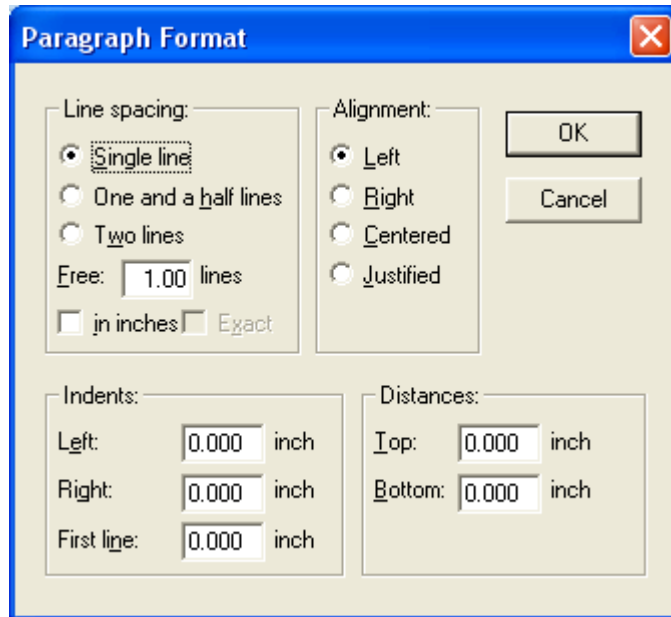 Paragraph Format
Line spacing:
Single line
One and a half lines
Two lines
Free: 1.00 lines
in inches Exact
Alignment:
Left
Right
Centered
Justified
OK
Cancel
Indents:
Left: 0.000 inch
Right: 0.000 inch
First line: 0.000 inch
Distances:
Top: 0.000 inch
Bottom: 0.000 inch